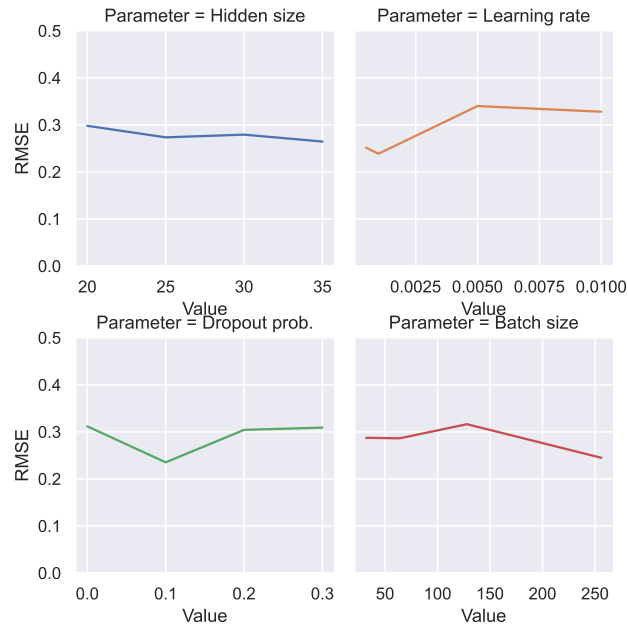 Parameter = Hidden size
Parameter = Learning rate
0.5
0.4
0.3
0.2
0.1
0.0
RMSE
20 25 30 35
Value
0.0025 0.0050 0.0075 0.0100
Value
Parameter = Dropout prob.
Parameter = Batch size
0.5
0.4
0.3
0.2
0.1
0.0
RMSE
0.0 0.1 0.2 0.3
Value
50 100 150 200 250
Value